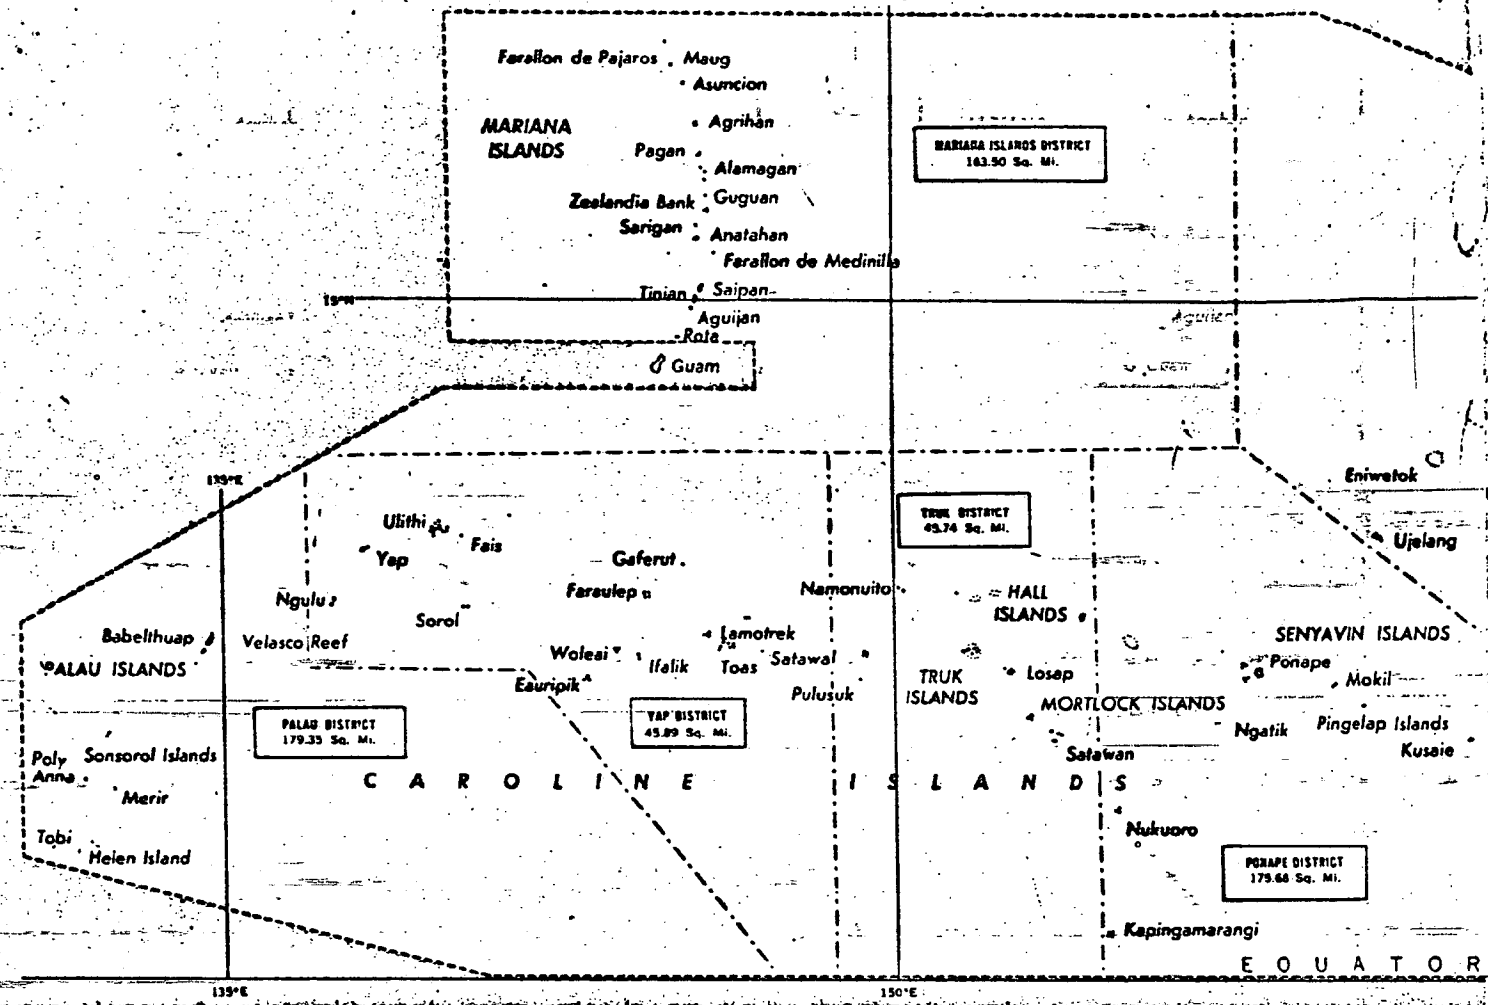 Farallon de Pajaros
Maug
Asuncion
MARIANA
ISLANDS
Agrihan
MARIANA ISLANDS DISTRICT
183.50 Sq. Mi.
Pagan
Alamagan
Zealandia Bank
Guguan
Sarigan
Anatahan
Farallon de Medinilla
Tinian
Saipan
15°N
Aguijan
Rota
Guam
135°E
Eniwetok
Ulithi
Fais
Yap
TRUK DISTRICT
49.74 Sq. Mi.
Ujelang
Gaferut
Faraulep
Namonuito
HALL
ISLANDS
Ngulu
Sorol
Babelthuap
Velasco Reef
PALAU ISLANDS
Lamotrek
Woleai
Ifalik
Toas
Satawal
SENYAVIN ISLANDS
Ponape
Eauripik
Pulusuk
TRUK
ISLANDS
Losap
Mokil
MORTLOCK ISLANDS
PALAU DISTRICT
179.35 Sq. Mi.
YAP DISTRICT
45.89 Sq. Mi.
Ngatik
Pingelap Islands
Kusaie
Satawan
Sonsorol Islands
Poly
Anna
Merir
CAROLINE ISLANDS
Tobi
Helen Island
Nukuoro
PONAPE DISTRICT
175.68 Sq. Mi.
Kapingamarangi
EQUATOR
135°E
150°E